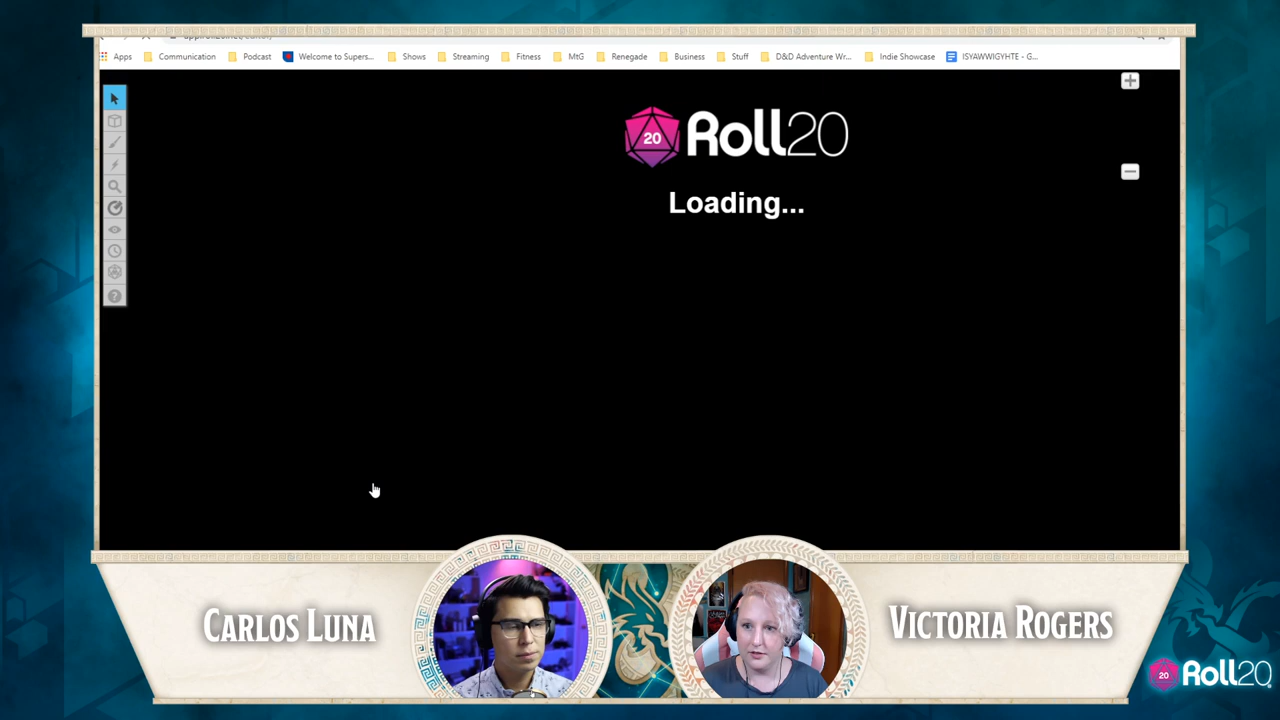 Apps Communication Podcast Welcome to Supers... Shows Streaming Fitness MtG Renegade Business Stuff D&D Adventure Wr... Indie Showcase ISYAWWIGYHTE - G...
20 Roll20
Loading...
Carlos Luna
Victoria Rogers
20 Roll20